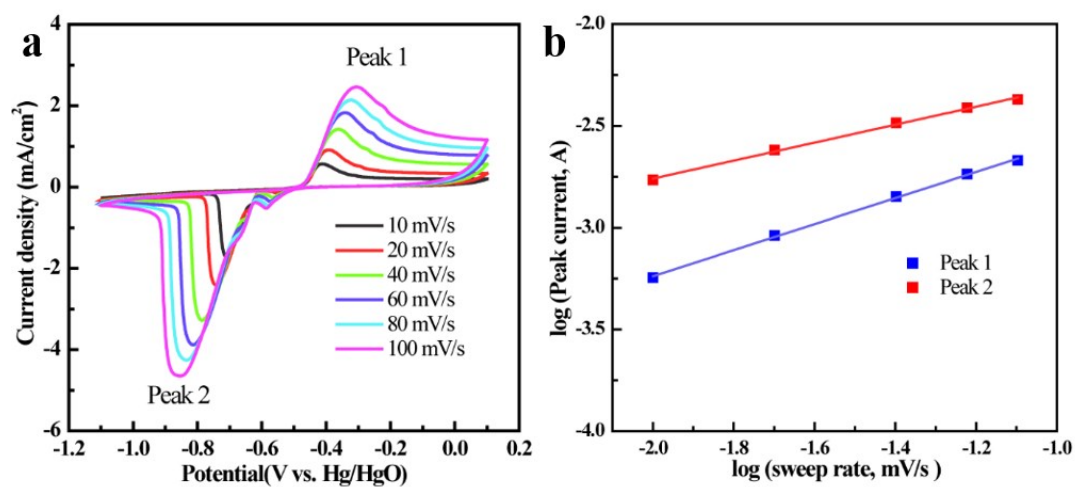 a
4
2
0
-2
-4
-6
-1.2
-1.0
-0.8
-0.6
-0.4
-0.2
0.0
0.2
Current density (mA/cm²)
Potential(V vs. Hg/HgO)
Peak 1
Peak 2
10 mV/s
20 mV/s
40 mV/s
60 mV/s
80 mV/s
100 mV/s
b
-2.0
-2.5
-3.0
-3.5
-4.0
-2.0
-1.8
-1.6
-1.4
-1.2
-1.0
log (Peak current, A)
log (sweep rate, mV/s )
Peak 1
Peak 2